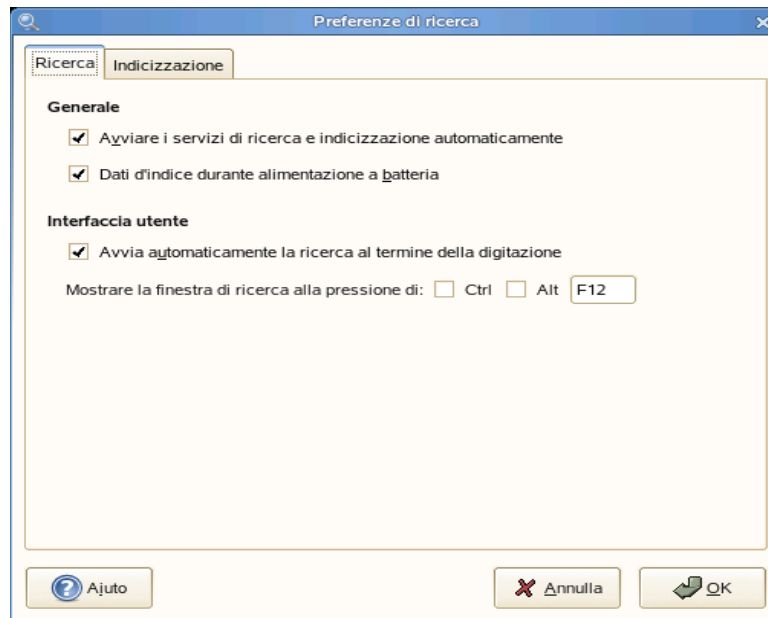 Preferenze di ricerca
Ricerca Indicizzazione
Generale
Avviare i servizi di ricerca e indicizzazione automaticamente
Dati d'indice durante alimentazione a batteria
Interfaccia utente
Avvia automaticamente la ricerca al termine della digitazione
Mostrare la finestra di ricerca alla pressione di: Ctrl Alt F12
Aiuto Annulla OK